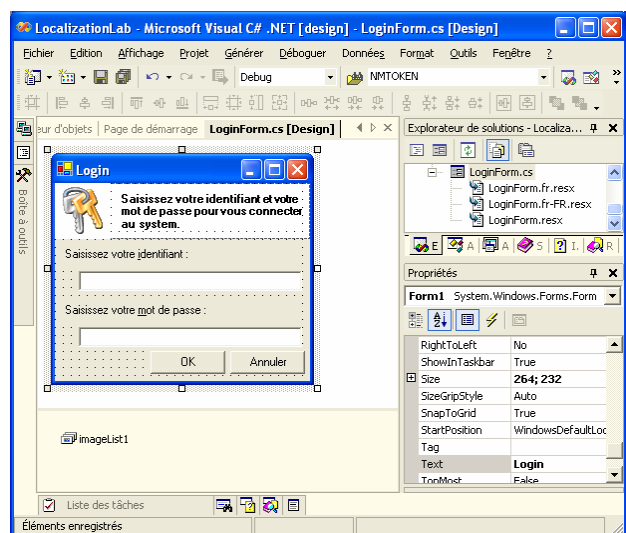 LocalizationLab - Microsoft Visual C# .NET [design] - LoginForm.cs [Design]
Fichier Edition Affichage Projet Générer Déboguer Données Format Outils Fenêtre ?
Debug NMTOKEN
eur d'objets Page de démarrage LoginForm.cs [Design]
Boîte à outils
Login
Saisissez votre identifiant et votre
mot de passe pour vous connecter
au system.
Saisissez votre identifiant :
Saisissez votre mot de passe :
OK Annuler
imageList1
Explorateur de solutions - Localiza...
LoginForm.cs
LoginForm.fr.resx
LoginForm.fr-FR.resx
LoginForm.resx
E A A S I. R
Propriétés
Form1 System.Windows.Forms.Form
RightToLeft No
ShowInTaskbar True
Size 264; 232
SizeGripStyle Auto
SnapToGrid True
StartPosition WindowsDefaultLoc
Tag
Text Login
TopMost False
Liste des tâches
Éléments enregistrés